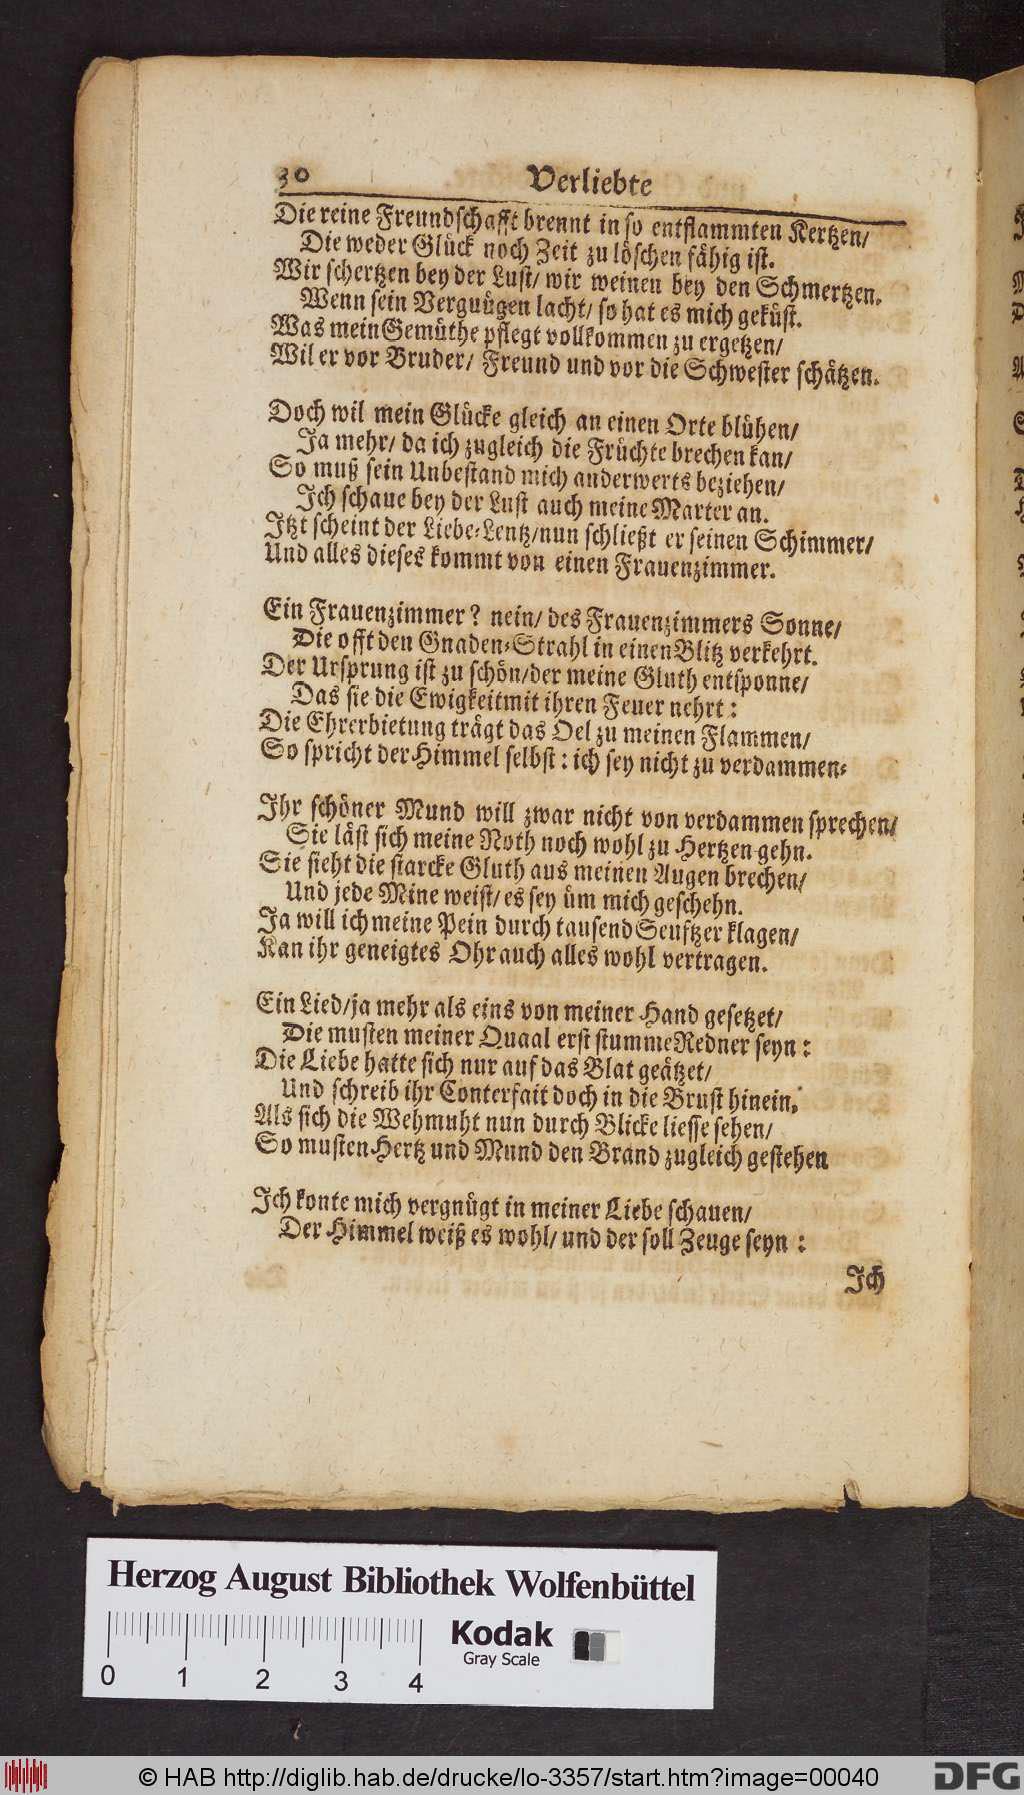 30 Verliebte
Die reine Freundschafft brennt in so entflammten Kertzen/
Die weder Glück noch Zeit zu löschen fähig ist.
Wir schertzen bey der Lust/ wir weinen bey den Schmertzen.
Wenn sein Vergnügen lacht/ so hat es mich geküst.
Was mein Gemüthe pflegt vollkommen zu ergetzen/
Wil er vor Bruder/ Freund und vor die Schwester schätzen.
Doch wil mein Glücke gleich an einen Orte blühen/
Ja mehr/ da ich zugleich die Früchte brechen kan/
So muß sein Unbestand mich anderwerts beziehen/
Ich schaue bey der Lust auch meine Marter an.
Itzt scheint der Liebe-Lentz/nun schließt er seinen Schimmer/
Und alles dieses kommt von einen Frauenzimmer.
Ein Frauenzimmer? nein/ des Frauenzimmers Sonne/
Die offt den Gnaden-Strahl in einen Blitz verkehrt.
Der Ursprung ist zu schön/der meine Gluth entsponne/
Das sie die Ewigkeit mit ihren Feuer nehrt:
Die Ehrerbietung trägt das Oel zu meinen Flammen/
So spricht der Himmel selbst: ich sey nicht zu verdammen-
Ihr schöner Mund will zwar nicht von verdammen sprechen/
Sie läst sich meine Noth noch wohl zu Hertzen gehn.
Sie sieht die starcke Gluth aus meinen Augen brechen/
Und jede Mine weist/ es sey üm mich geschehn.
Ja will ich meine Pein durch tausend Seuftzer klagen/
Kan ihr geneigtes Ohr auch alles wohl vertragen.
Ein Lied/ja mehr als eins von meiner Hand gesetzet/
Die musten meiner Quaal erst stumme Redner seyn:
Die Liebe hatte sich nur auf das Blat geätzet/
Und schreib ihr Conterfait doch in die Brust hinein.
Als sich die Wehmuht nun durch Blicke liesse sehen/
So musten Hertz und Mund den Brand zugleich gestehen
Ich konte mich vergnügt in meiner Liebe schauen/
Der Himmel weiß es wohl/ und der soll Zeuge seyn:
Ich
Herzog August Bibliothek Wolfenbüttel
0 1 2 3 4
Kodak
Gray Scale
© HAB http://diglib.hab.de/drucke/lo-3357/start.htm?image=00040
DFG